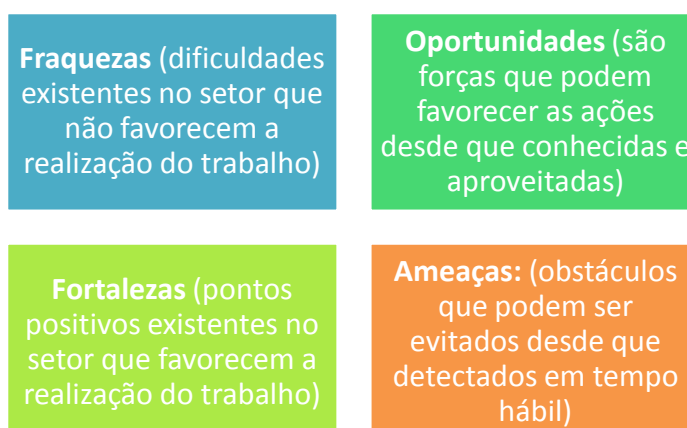 Fraquezas (dificuldades
existentes no setor que
não favorecem a
realização do trabalho)
Oportunidades (são
forças que podem
favorecer as ações
desde que conhecidas e
aproveitadas)
Fortalezas (pontos
positivos existentes no
setor que favorecem a
realização do trabalho)
Ameaças: (obstáculos
que podem ser
evitados desde que
detectados em tempo
hábil)